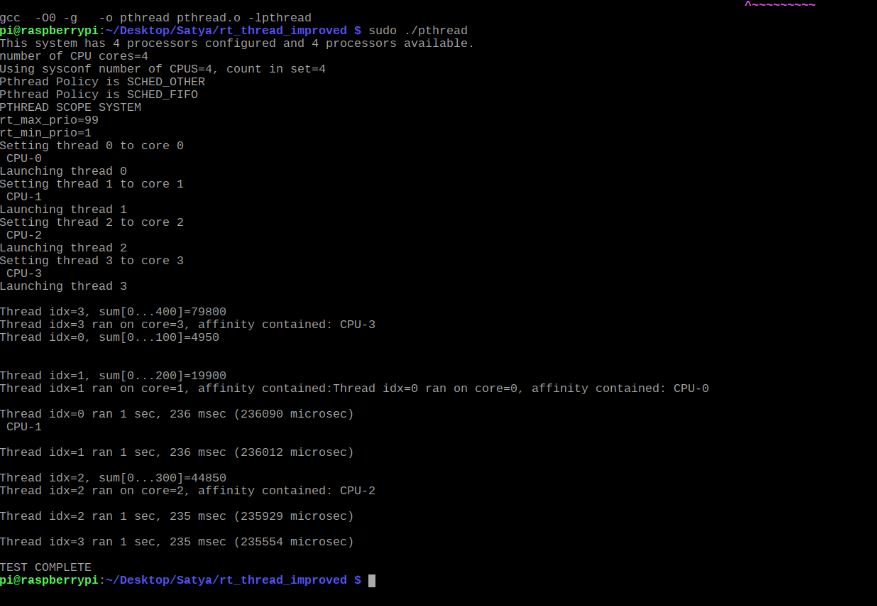 ^~~~~~~~~~
gcc  -O0 -g   -o pthread pthread.o -lpthread
pi@raspberrypi:~/Desktop/Satya/rt_thread_improved $ sudo ./pthread
This system has 4 processors configured and 4 processors available.
number of CPU cores=4
Using sysconf number of CPUS=4, count in set=4
Pthread Policy is SCHED_OTHER
Pthread Policy is SCHED_FIFO
PTHREAD SCOPE SYSTEM
rt_max_prio=99
rt_min_prio=1
Setting thread 0 to core 0
 CPU-0
Launching thread 0
Setting thread 1 to core 1
 CPU-1
Launching thread 1
Setting thread 2 to core 2
 CPU-2
Launching thread 2
Setting thread 3 to core 3
 CPU-3
Launching thread 3

Thread idx=3, sum[0...400]=79800
Thread idx=3 ran on core=3, affinity contained: CPU-3
Thread idx=0, sum[0...100]=4950


Thread idx=1, sum[0...200]=19900
Thread idx=1 ran on core=1, affinity contained:Thread idx=0 ran on core=0, affinity contained: CPU-0

Thread idx=0 ran 1 sec, 236 msec (236090 microsec)
 CPU-1

Thread idx=1 ran 1 sec, 236 msec (236012 microsec)

Thread idx=2, sum[0...300]=44850
Thread idx=2 ran on core=2, affinity contained: CPU-2

Thread idx=2 ran 1 sec, 235 msec (235929 microsec)

Thread idx=3 ran 1 sec, 235 msec (235554 microsec)

TEST COMPLETE
pi@raspberrypi:~/Desktop/Satya/rt_thread_improved $